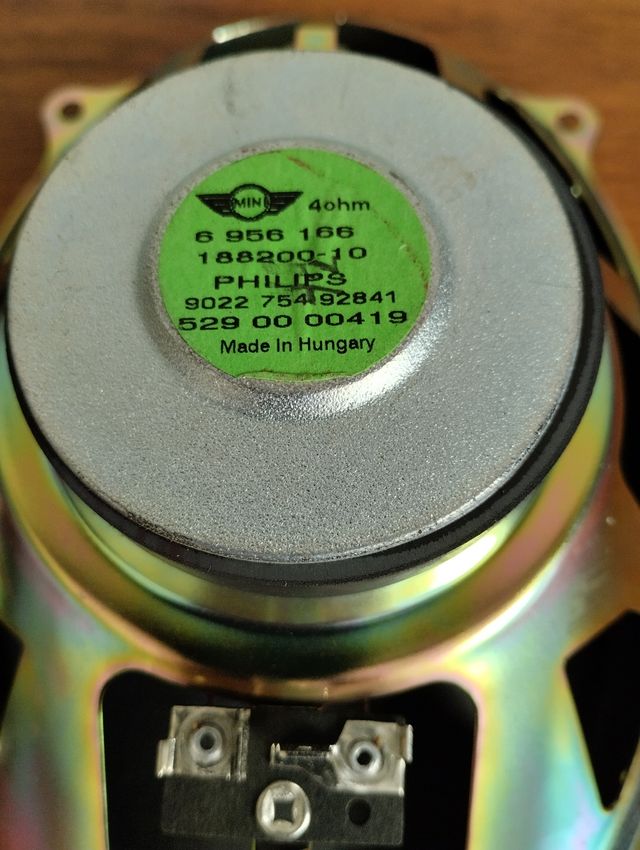 MINI 4ohm
6 956 166
188200-10
PHILIPS
9022 754 92841
529 00 00419
Made In Hungary